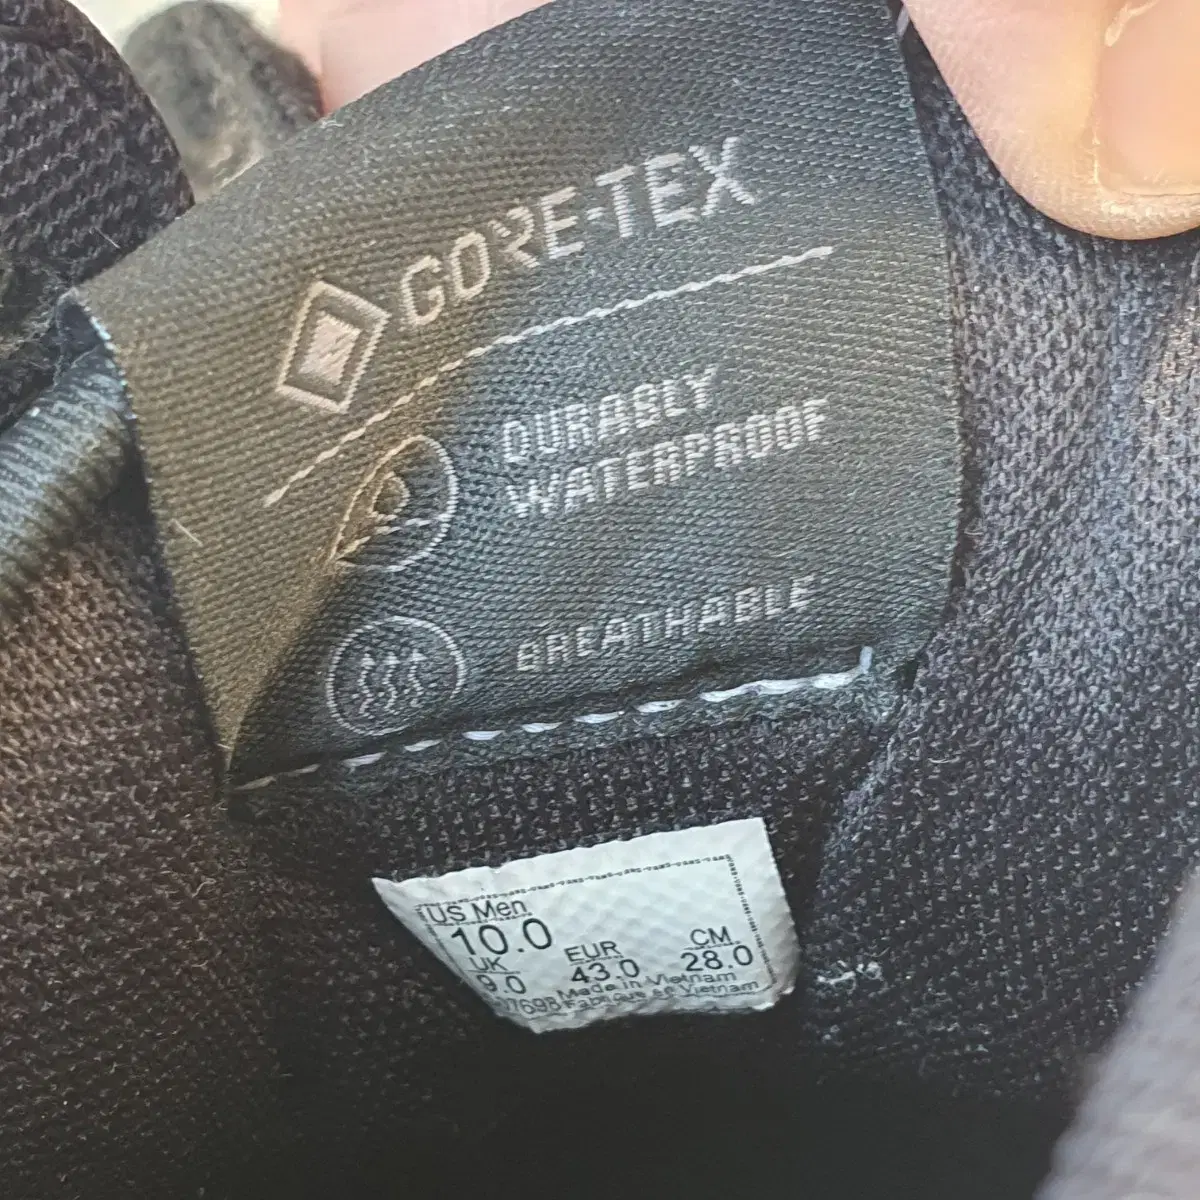 GORE-TEX
DURABLY
WATERPROOF
BREATHABLE
US Men
10.0
UK
9.0
EUR
43.0
CM
28.0
Made in Vietnam
Fabriqué au Vietnam